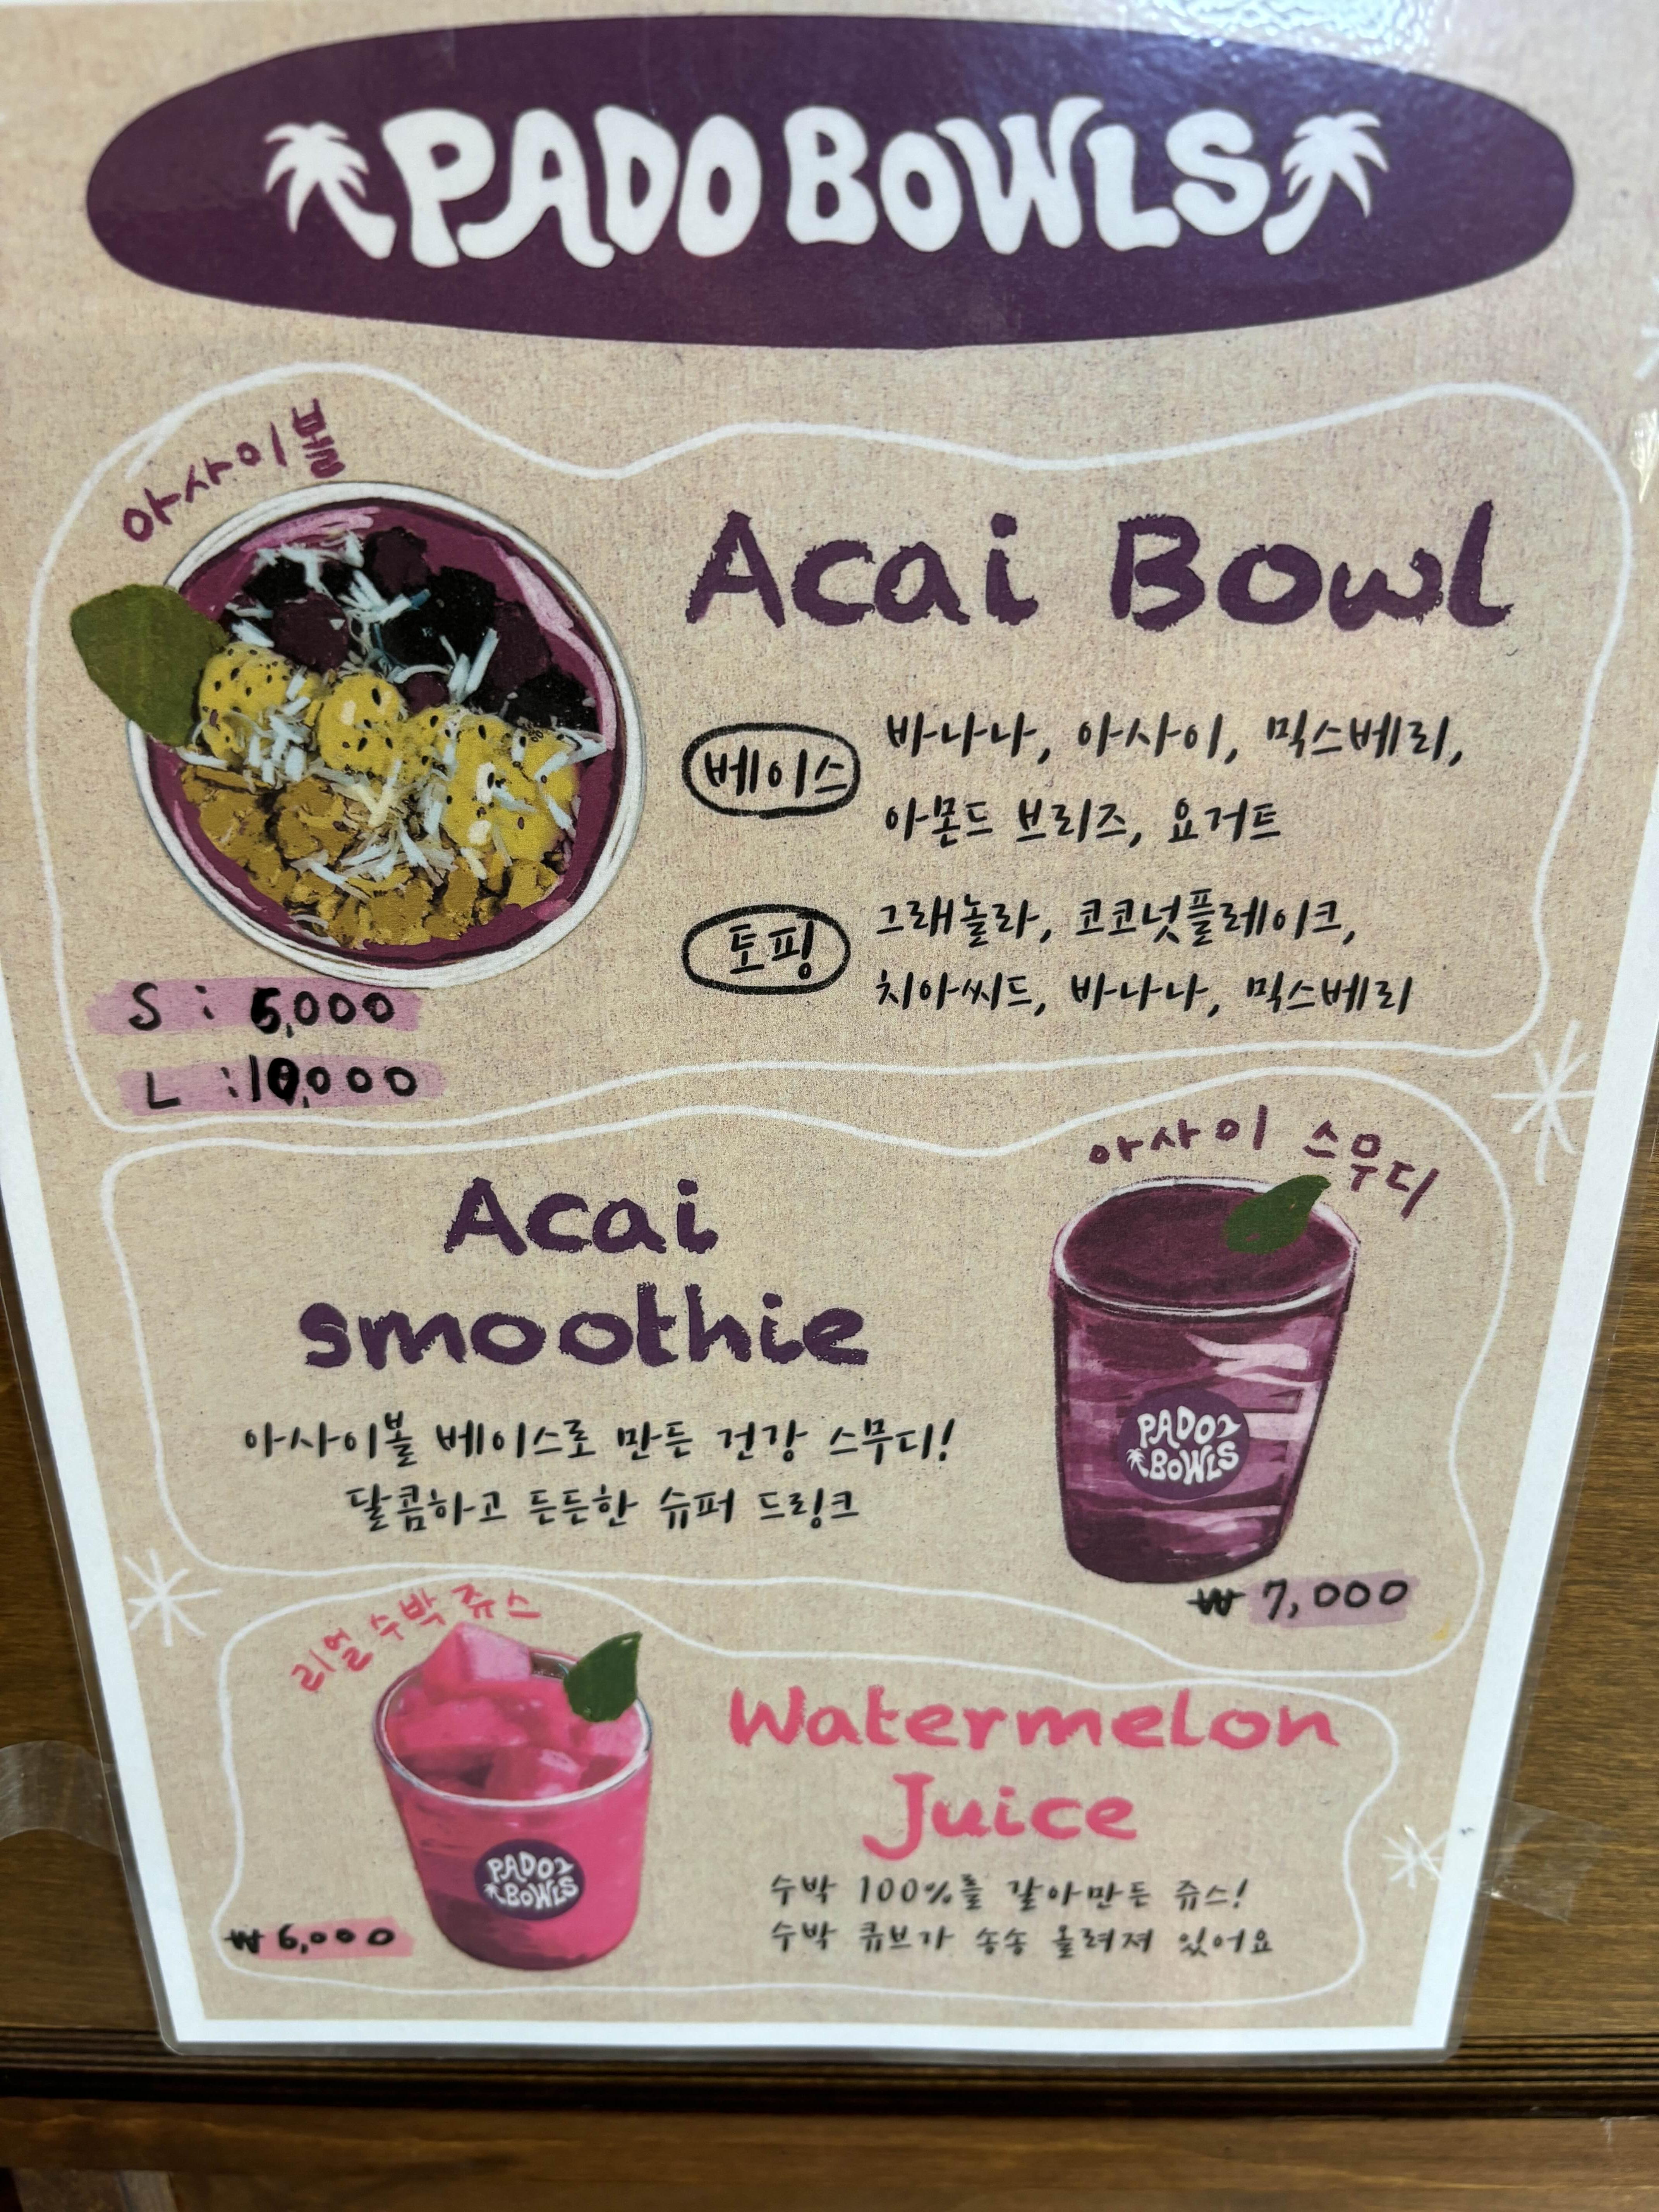 PADO BOWLS
아사이볼
Acai Bowl
베이스
바나나, 아사이, 믹스베리,
아몬드 브리즈, 요거트
토핑
그래놀라, 코코넛플레이크,
치아씨드, 바나나, 믹스베리
S : 6,000
L : 10,000
Acai
smoothie
아사이 스무디
아사이볼 베이스로 만든 건강 스무디!
달콤하고 든든한 슈퍼 드링크
PADO
BOWLS
₩ 7,000
리얼 수박 쥬스
Watermelon
Juice
PADO
BOWLS
수박 100%를 갈아만든 쥬스!
수박 큐브가 송송 올려져 있어요
₩ 6,000